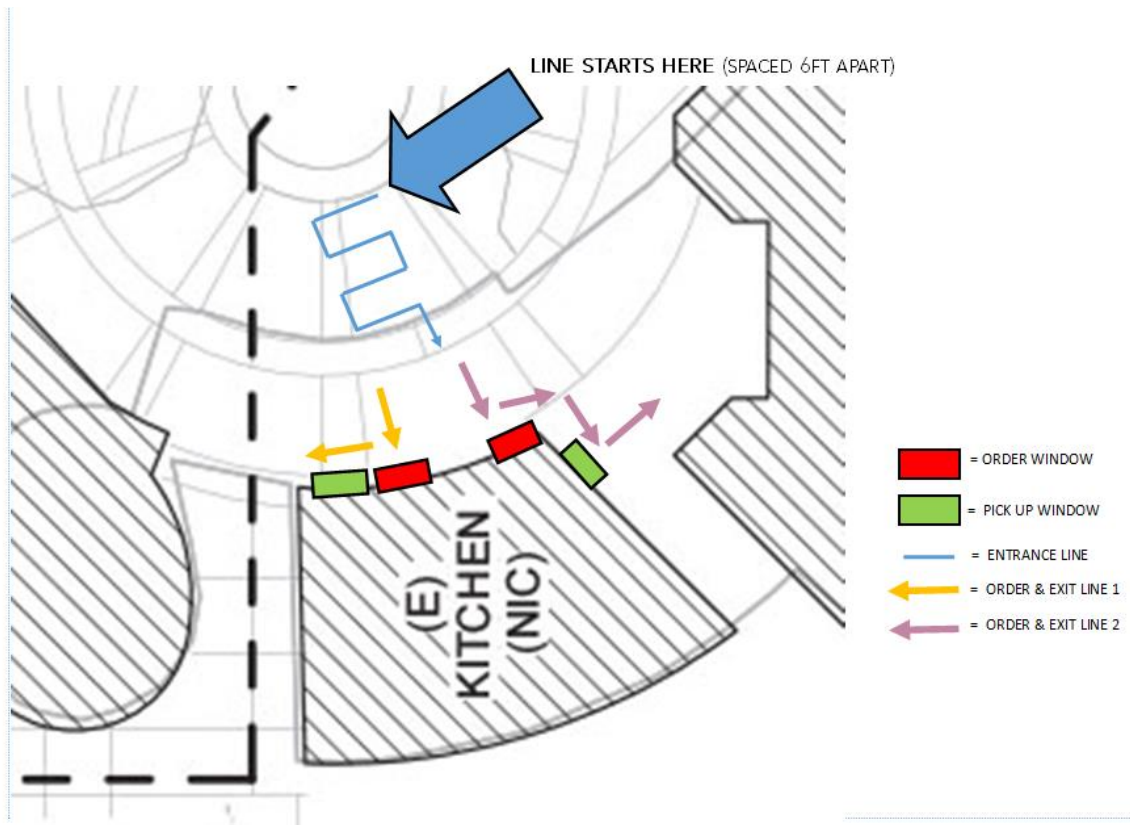 LINE STARTS HERE (SPACED 6FT APART)
(E)
KITCHEN
(NIC)
= ORDER WINDOW
= PICK UP WINDOW
= ENTRANCE LINE
= ORDER & EXIT LINE 1
= ORDER & EXIT LINE 2